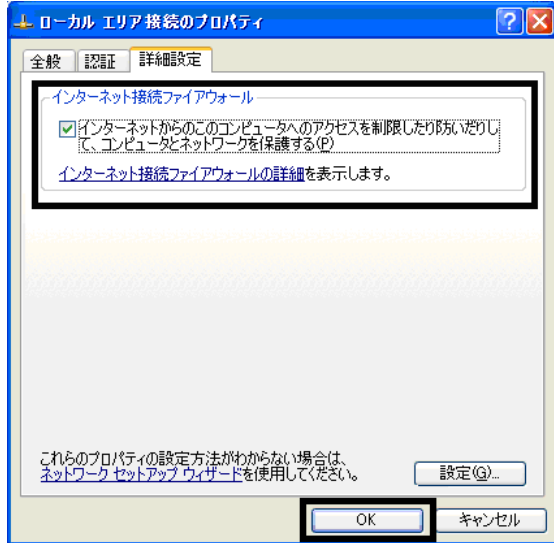 ローカル エリア接続のプロパティ
全般 認証 詳細設定
インターネット接続ファイアウォール
インターネットからのこのコンピュータへのアクセスを制限したり防いだりし
て、コンピュータとネットワークを保護する(P)
インターネット接続ファイアウォールの詳細を表示します。
これらのプロパティの設定方法がわからない場合は、
ネットワーク セットアップ ウィザードを使用してください。
設定(G)...
OK キャンセル